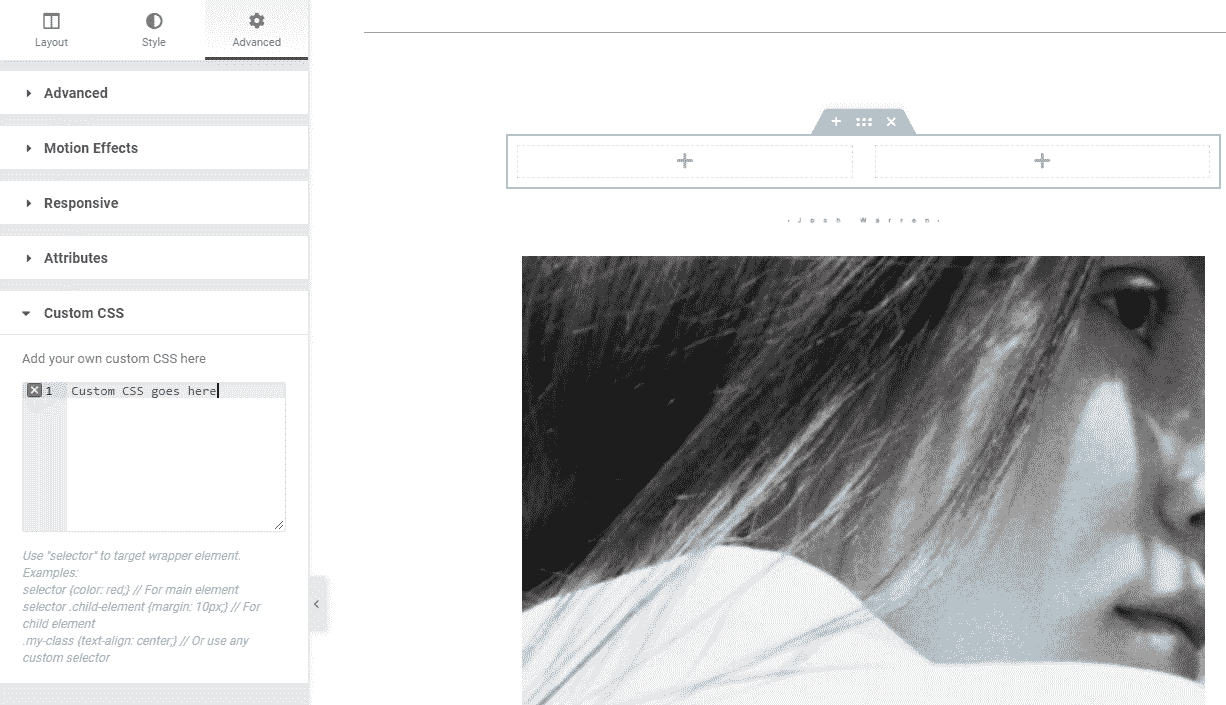 Layout
Style
Advanced
Advanced
Motion Effects
Responsive
Attributes
Custom CSS
Add your own custom CSS here
1 Custom CSS goes here
Use "selector" to target wrapper element.
Examples:
selector {color: red;} // For main element
selector .child-element {margin: 10px;} // For
child element
.my-class {text-align: center;} // Or use any
custom selector
· J o s h W a r r e n ·